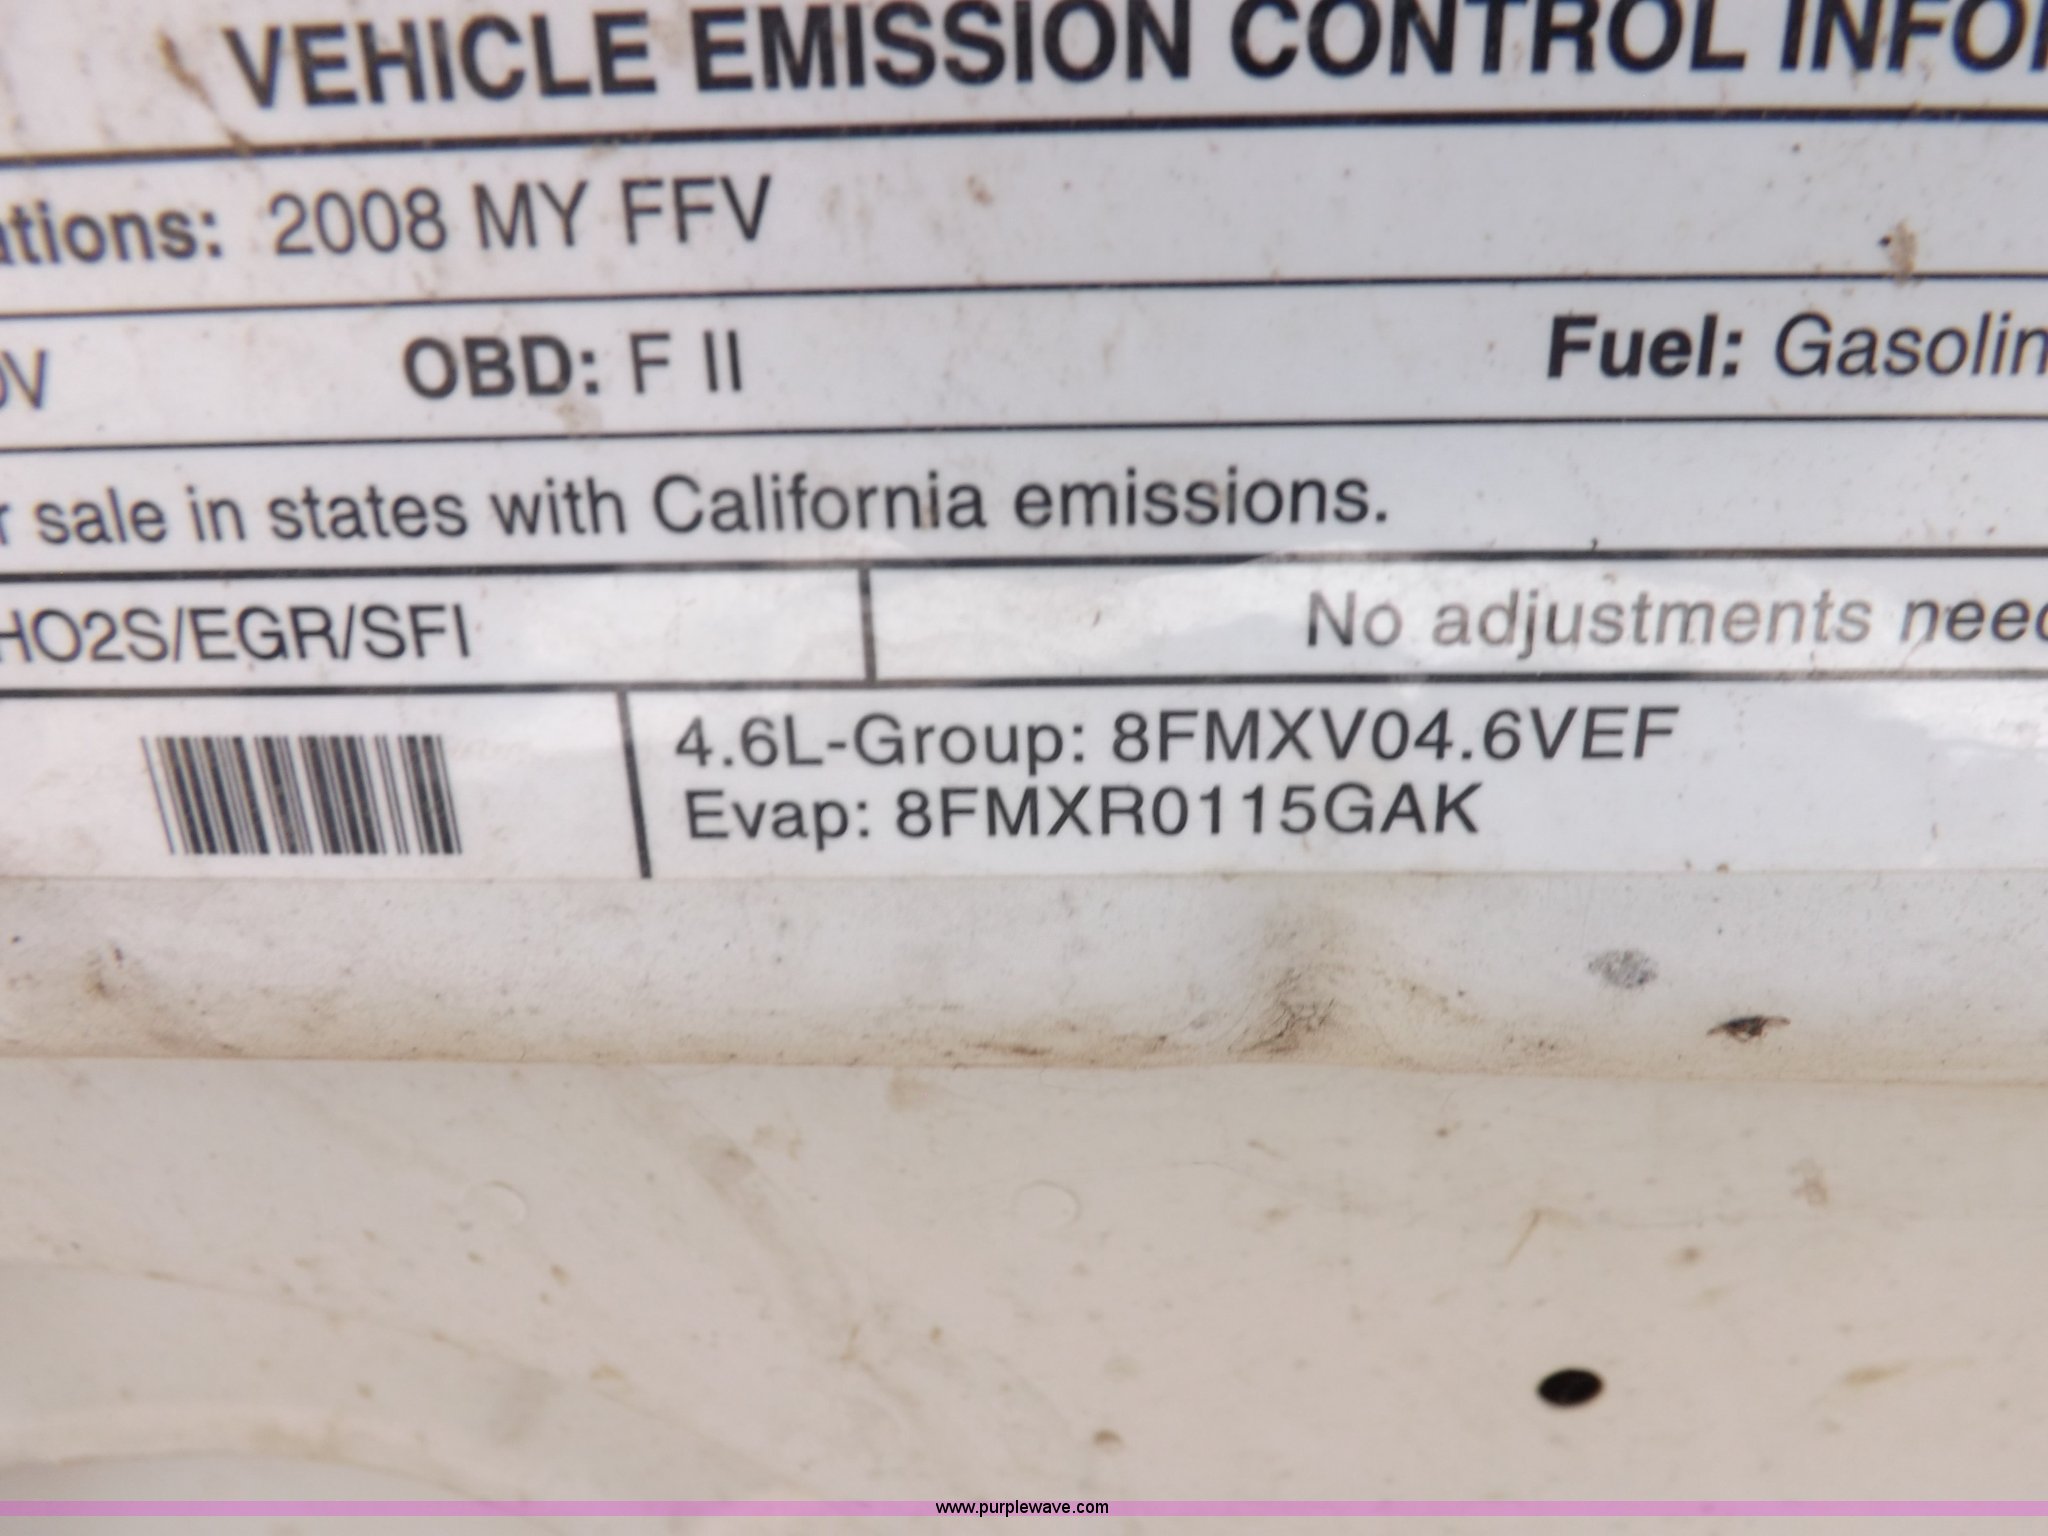 VEHICLE EMISSION CONTROL INFOR
ations: 2008 MY FFV
OBD: F II Fuel: Gasolin
r sale in states with California emissions.
HO2S/EGR/SFI No adjustments need
4.6L-Group: 8FMXV04.6VEF
Evap: 8FMXR0115GAK
www.purplewave.com